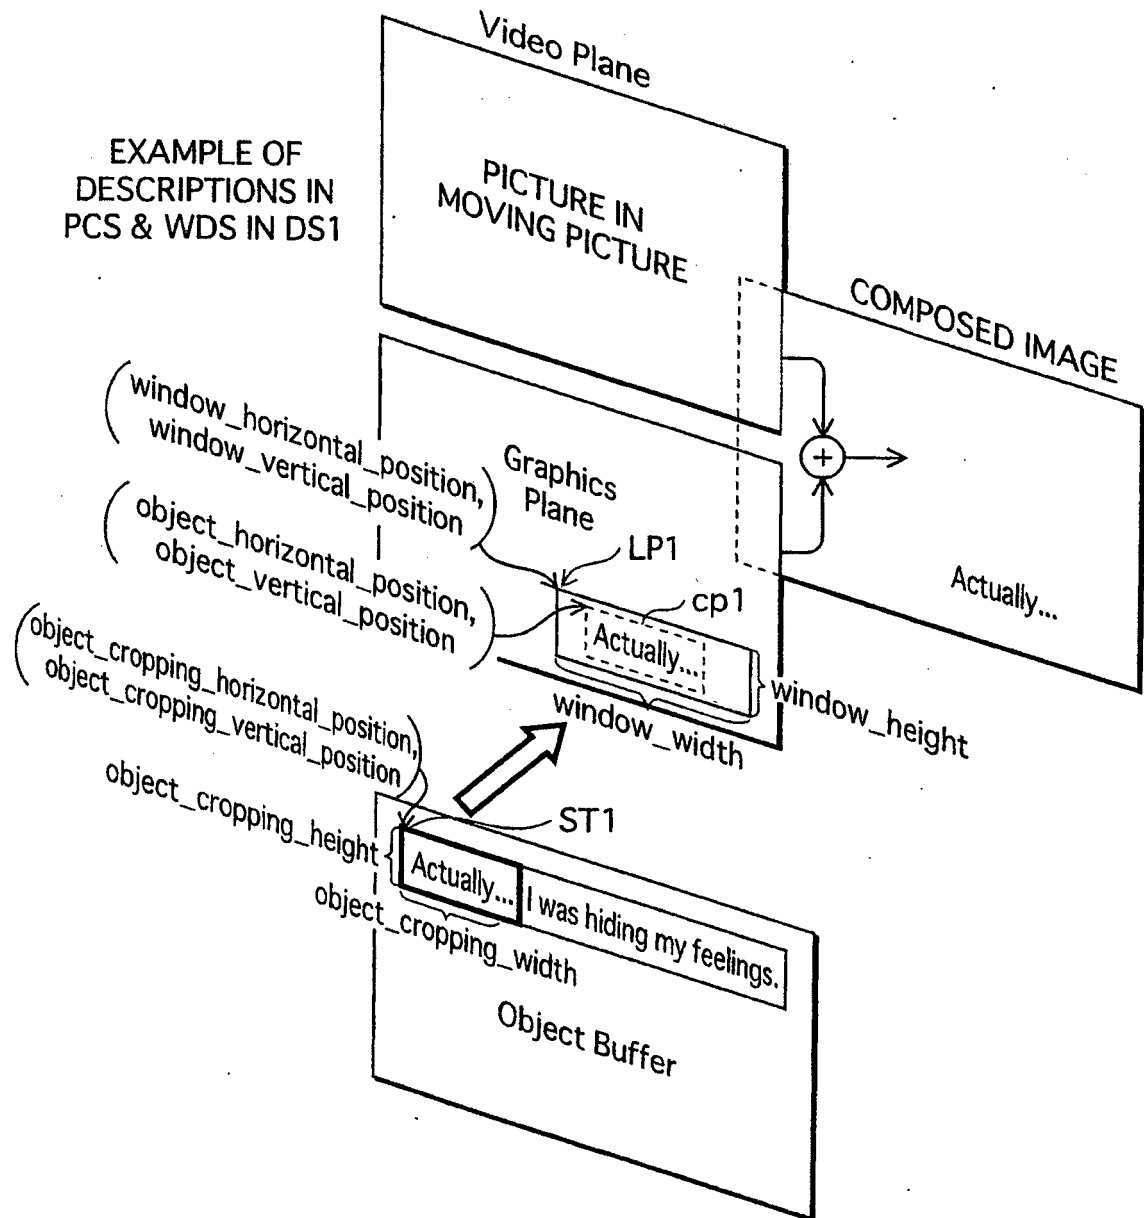 Video Plane
EXAMPLE OF
DESCRIPTIONS IN
PCS & WDS IN DS1
PICTURE IN
MOVING PICTURE
COMPOSED IMAGE
(window_horizontal_position,
window_vertical_position)
Graphics
Plane
(object_horizontal_position,
object_vertical_position)
LP1
cp1
+
Actually...
Actually...
(object_cropping_horizontal_position,
object_cropping_vertical_position)
window_height
window_width
object_cropping_height
ST1
Actually...
I was hiding my feelings.
object_cropping_width
Object Buffer